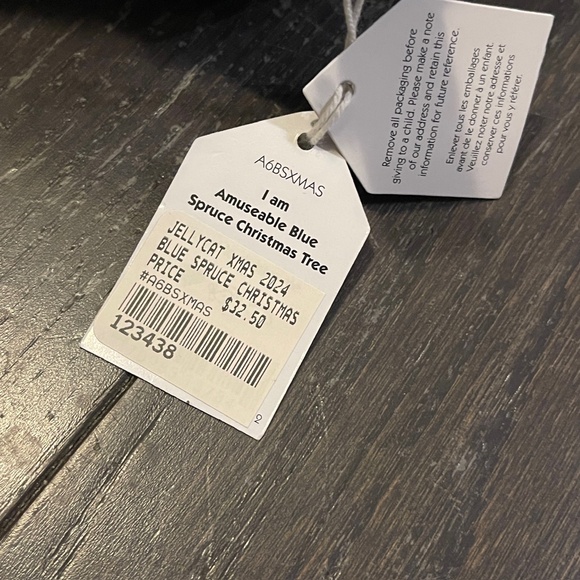 A6BSXMAS
I am
Amuseable Blue
Spruce Christmas Tree
JELLYCAT XMAS 2024
BLUE SPRUCE CHRISTMAS
PRICE $32.50
#A6BSXMAS
123438
2
Remove all packaging before
giving to a child. Please make a note
of our address and retain this
information for future reference.
Enlever tous les emballages
avant de le donner à un enfant.
Veuillez noter notre adresse et
conserver ces informations
pour vous y référer.